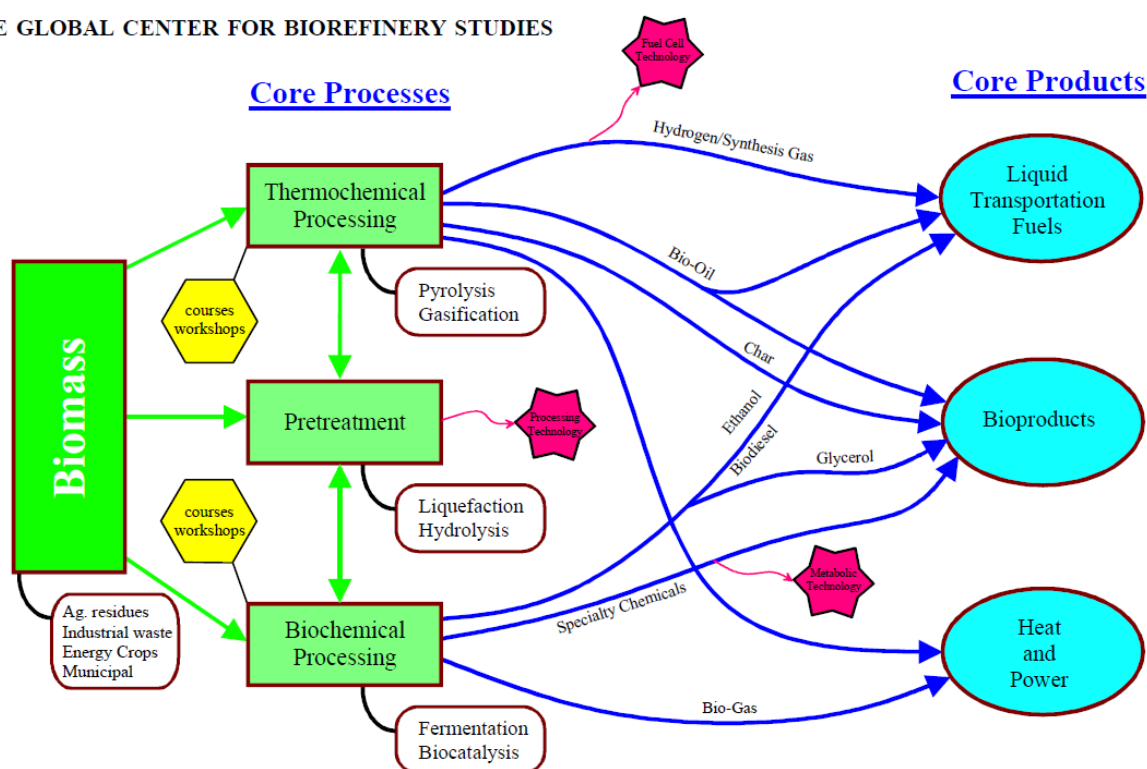 E GLOBAL CENTER FOR BIOREFINERY STUDIES
Core Processes
Core Products
Fuel Cell
Technology
Hydrogen/Synthesis Gas
Thermochemical
Processing
Liquid
Transportation
Fuels
Bio-Oil
Pyrolysis
Gasification
courses
workshops
Char
Biomass
Pretreatment
Processing
Technology
Ethanol
Biodiesel
Bioproducts
Glycerol
Liquefaction
Hydrolysis
courses
workshops
Metabolic
Technology
Specialty Chemicals
Ag. residues
Industrial waste
Energy Crops
Municipal
Biochemical
Processing
Heat
and
Power
Bio-Gas
Fermentation
Biocatalysis